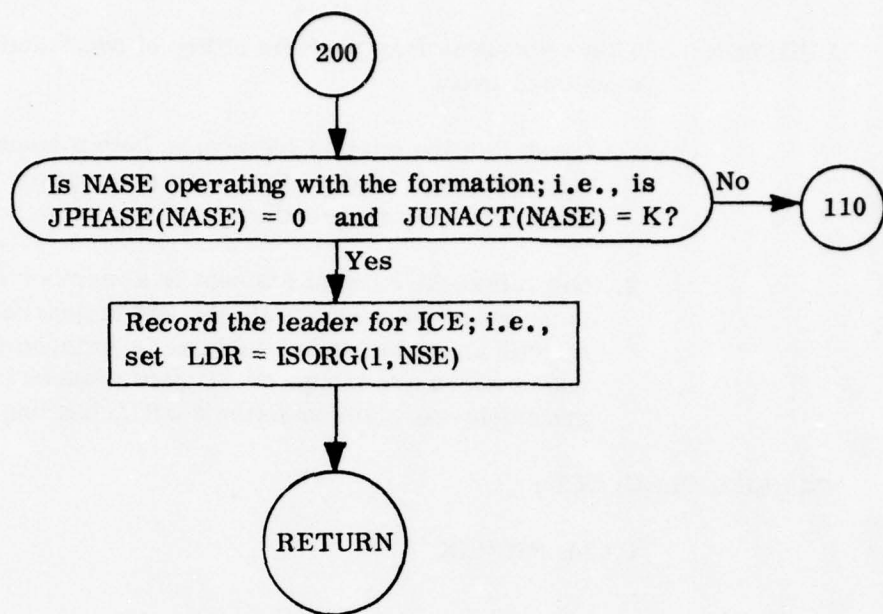 200
Is NASE operating with the formation; i.e., is
JPHASE(NASE) = 0 and JUNACT(NASE) = K?
No
110
Yes
Record the leader for ICE; i.e.,
set LDR = ISORG(1, NSE)
RETURN